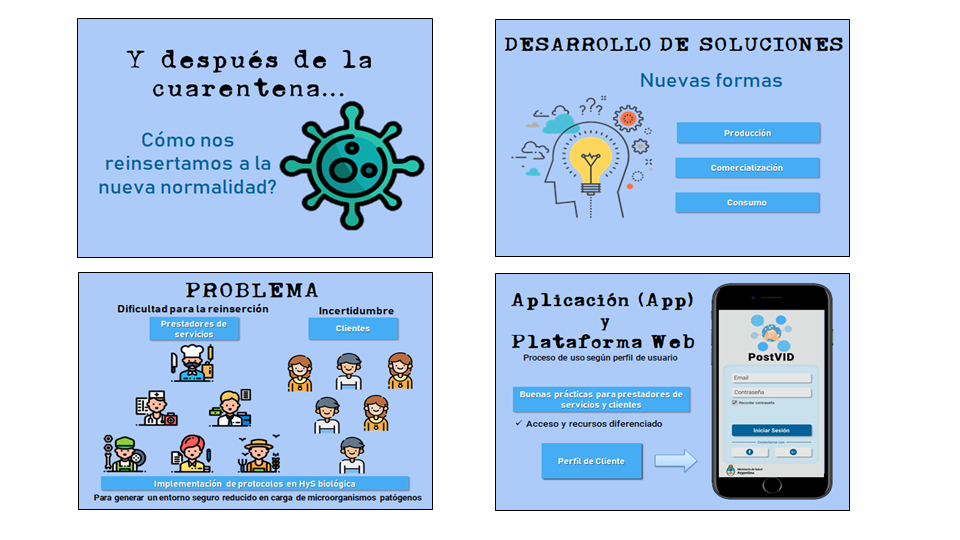 Y después de la
cuarentena...
Cómo nos
reinsertamos a la
nueva normalidad?
DESARROLLO DE SOLUCIONES
Nuevas formas
???
Producción
Comercialización
Consumo
PROBLEMA
Dificultad para la reinserción
Prestadores de
servicios
Incertidumbre
Clientes
Implementación de protocolos en HyS biológica
Para generar un entorno seguro reducido en carga de microorganismos patógenos
Aplicación (App)
y
Plataforma Web
Proceso de uso según perfil de usuario
Buenas prácticas para prestadores de
servicios y clientes
✓ Acceso y recursos diferenciado
Perfil de Cliente
PostVID
Email
Contraseña
Recordar contraseña
Iniciar Sesión
Conectarse con
f
G+
Ministerio de Salud
Argentina